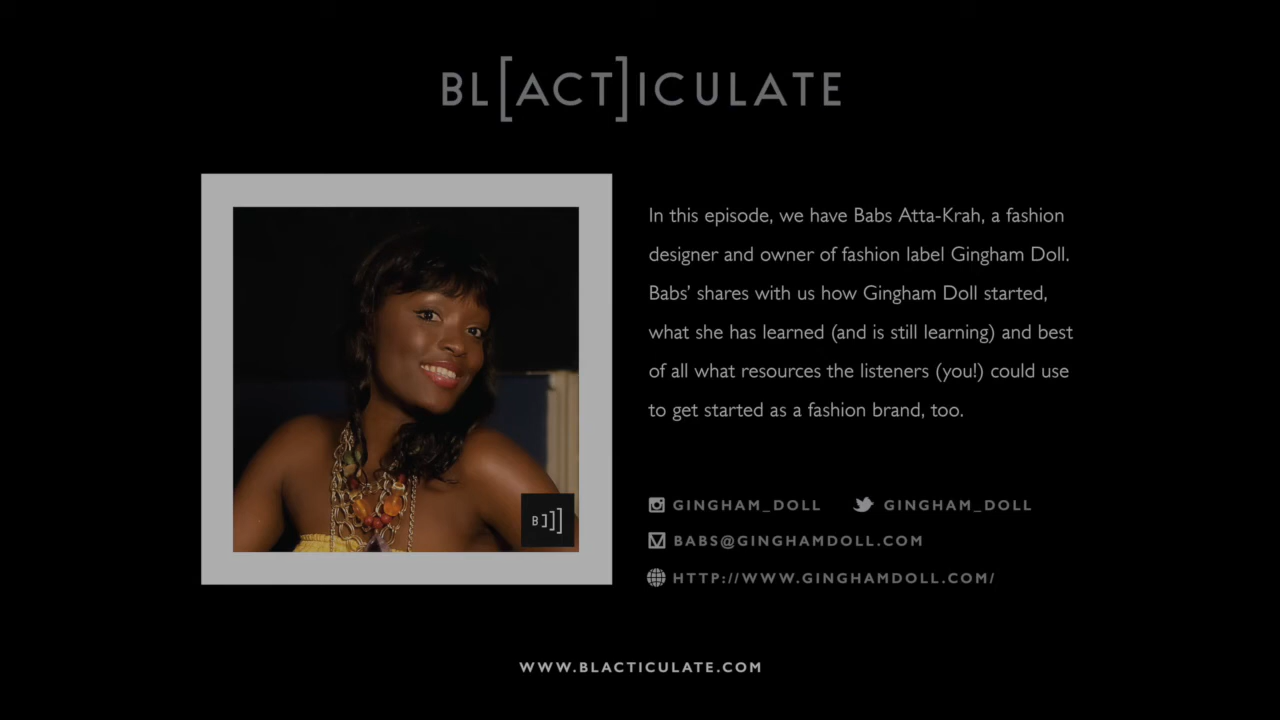 BL[ACT]ICULATE
In this episode, we have Babs Atta-Krah, a fashion
designer and owner of fashion label Gingham Doll.
Babs’ shares with us how Gingham Doll started,
what she has learned (and is still learning) and best
of all what resources the listeners (you!) could use
to get started as a fashion brand, too.
B]]]
GINGHAM_DOLL GINGHAM_DOLL
BABS@GINGHAMDOLL.COM
HTTP://WWW.GINGHAMDOLL.COM/
WWW.BLACTICULATE.COM